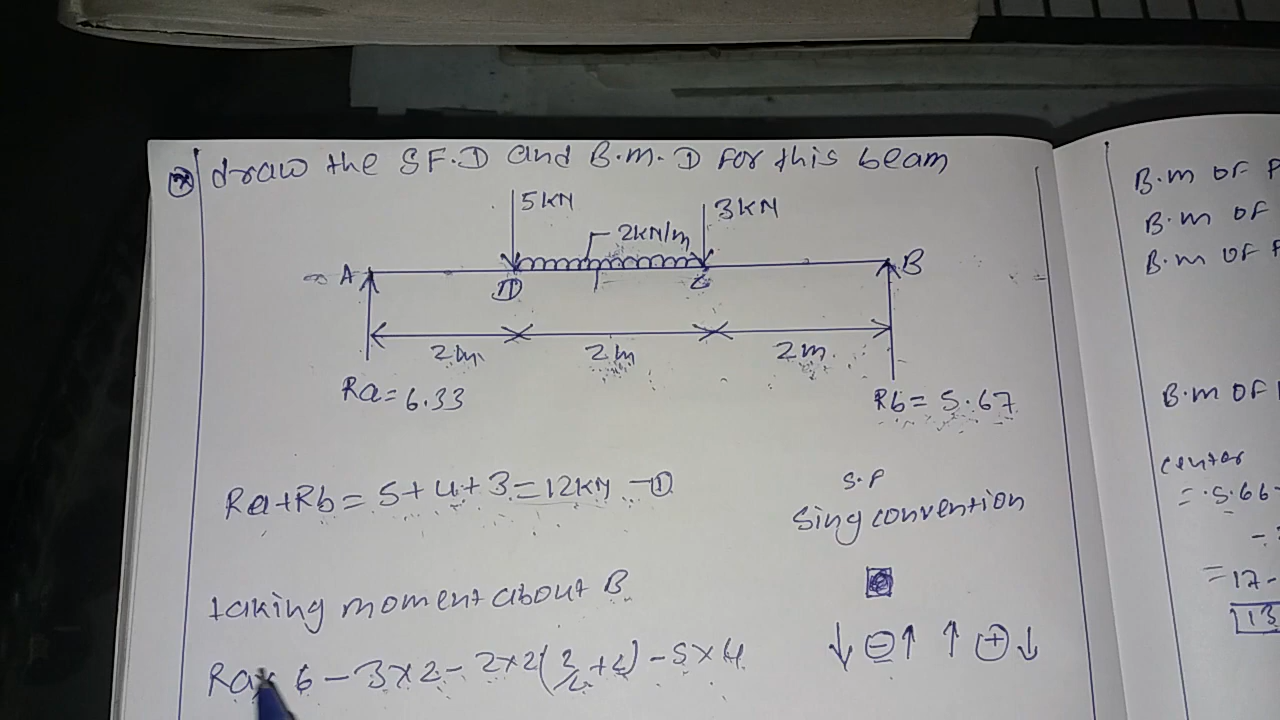 draw the SF.D and B.M.D for this beam
5KN
3KN
2KN/m
A
D
C
B
2m
2m
2m
Ra=6.33
Rb=5.67
Ra+Rb=5+4+3=12KN -①
S.F
Sing convention
taking moment about B
Ra× 6-3×2-2×2(2/2+2)-5×4
↓⊖↑ ↑⊕↓
B.m OF
B.m OF
B.m OF
B.m OF
center
=.5.66
=17-
13